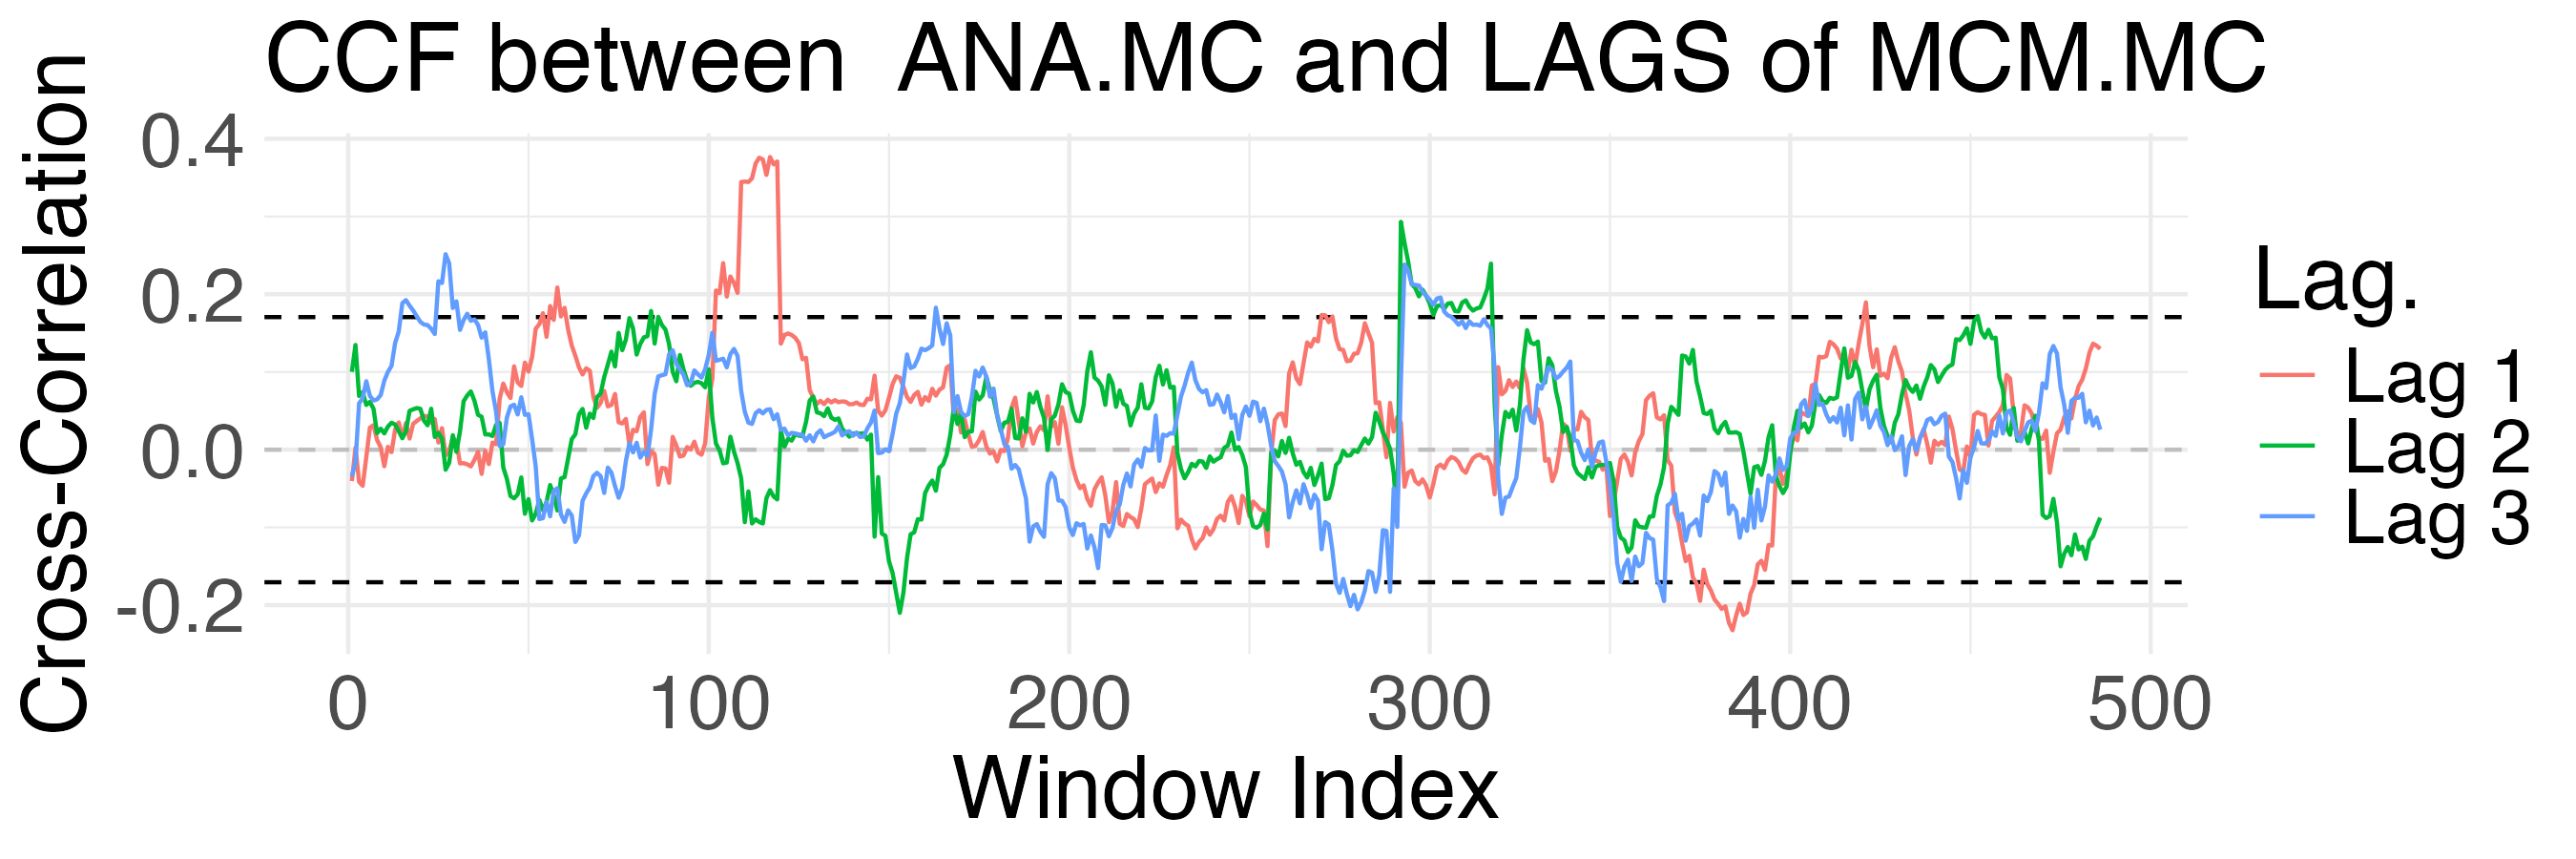 CCF between  ANA.MC and LAGS of MCM.MC
Cross-Correlation
0.4
0.2
0.0
-0.2
0
100
200
300
400
500
Window Index
Lag.
Lag 1
Lag 2
Lag 3